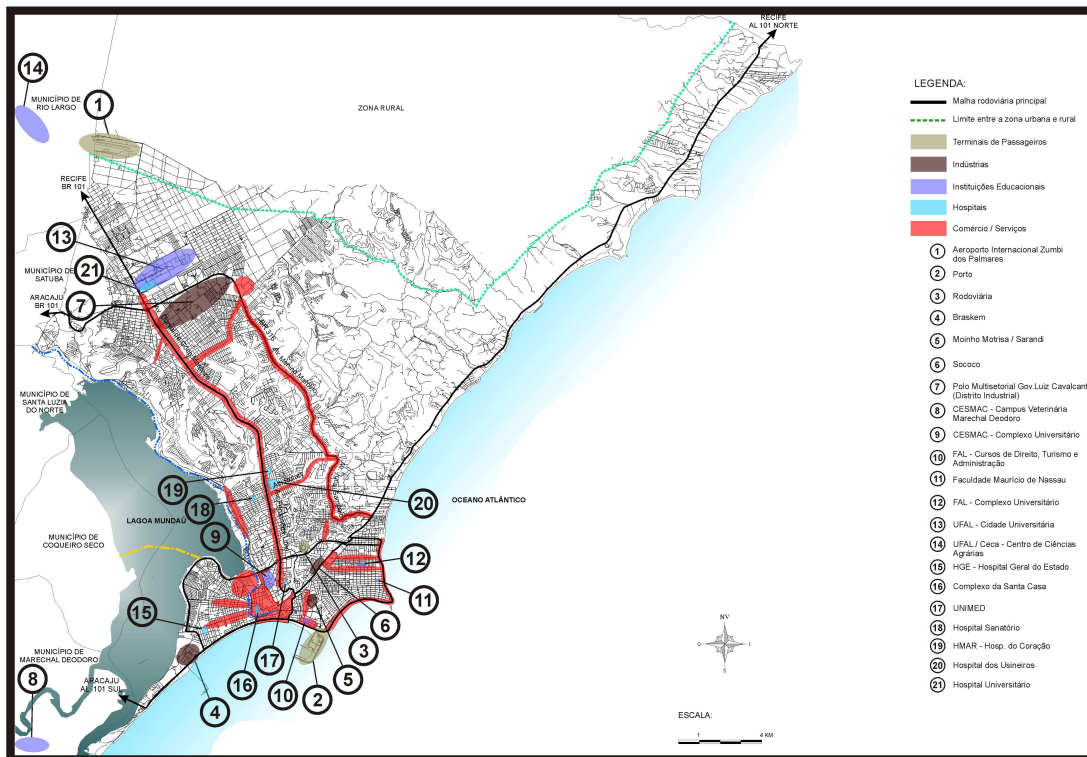 RECIFE
AL 101 NORTE
14
MUNICÍPIO DE
RIO LARGO
1
ZONA RURAL
RECIFE
BR 101
13
21
MUNICÍPIO DE
SATUBA
ARACAJU
BR 101
7
MUNICÍPIO DE
SANTA LUZIA
DO NORTE
19
18
20
OCEANO ATLÂNTICO
LAGOA MUNDAÚ
9
MUNICÍPIO DE
COQUEIRO SECO
12
11
15
6
3
MUNICÍPIO DE
MARECHAL DEODORO
17
5
16
10
2
4
8
ARACAJU
AL 101 SUL
NV
O
L
S
ESCALA:
1
4 KM
LEGENDA:
Malha rodoviária principal
Limite entre a zona urbana e rural
Terminais de Passageiros
Indústrias
Instituições Educacionais
Hospitais
Comércio / Serviços
1 Aeroporto Internacional Zumbi
dos Palmares
2 Porto
3 Rodoviária
4 Braskem
5 Moinho Motrisa / Sarandi
6 Sococo
7 Polo Multisetorial Gov.Luiz Cavalcant
(Distrito Industrial)
8 CESMAC - Campus Veterinária
Marechal Deodoro
9 CESMAC - Complexo Universitário
10 FAL - Cursos de Direito, Turismo e
Administração
11 Faculdade Maurício de Nassau
12 FAL - Complexo Universitário
13 UFAL - Cidade Universitária
14 UFAL / Ceca - Centro de Ciências
Agrárias
15 HGE - Hospital Geral do Estado
16 Complexo da Santa Casa
17 UNIMED
18 Hospital Sanatório
19 HMAR - Hosp. do Coração
20 Hospital dos Usineiros
21 Hospital Universitário